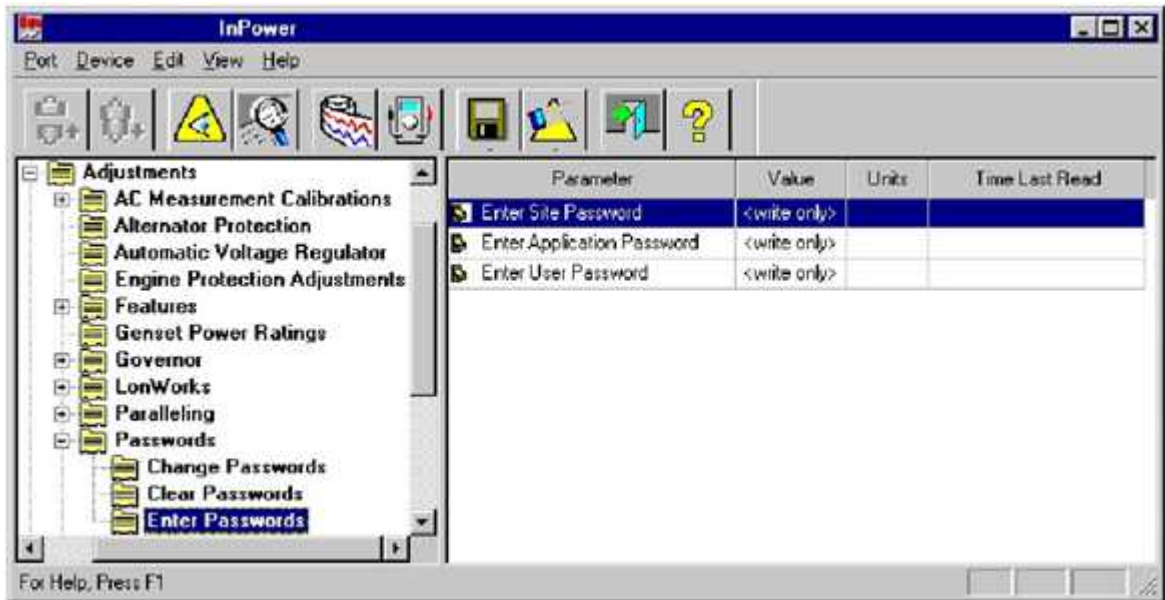 InPower
Port Device Edit View Help
Adjustments
AC Measurement Calibrations
Alternator Protection
Automatic Voltage Regulator
Engine Protection Adjustments
Features
Genset Power Ratings
Governor
LonWorks
Paralleling
Passwords
Change Passwords
Clear Passwords
Enter Passwords
Parameter Value Units Time Last Read
Enter Site Password <write only>
Enter Application Password <write only>
Enter User Password <write only>
For Help, Press F1